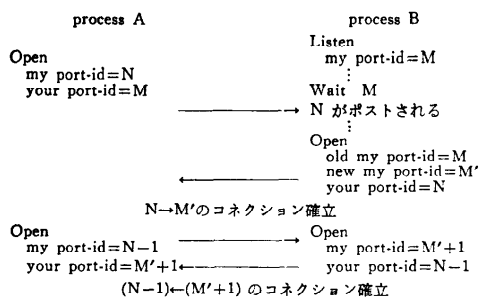 process A process B
Listen
Open my port-id=M
my port-id=N ⋮
your port-id=M Wait M
N がポストされる
⋮
Open
old my port-id=M
new my port-id=M′
your port-id=N
N→M′のコネクション確立
Open Open
my port-id=N−1 my port-id=M′+1
your port-id=M′+1 your port-id=N−1
(N−1)←(M′+1) のコネクション確立